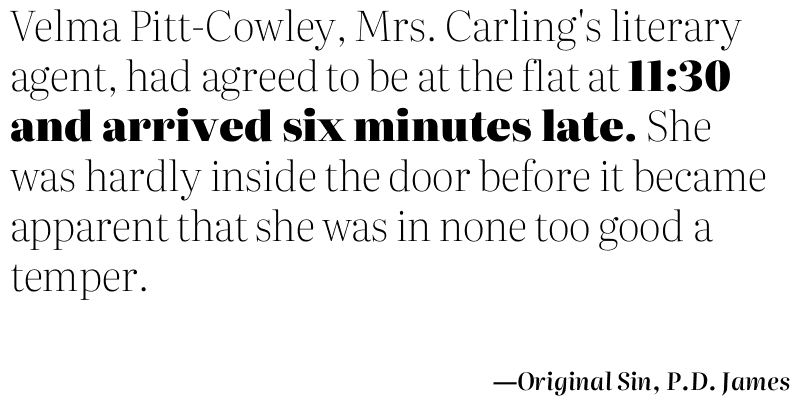 Velma Pitt-Cowley, Mrs. Carling's literary
agent, had agreed to be at the flat at 11:30
and arrived six minutes late. She
was hardly inside the door before it became
apparent that she was in none too good a
temper.
—Original Sin, P.D. James